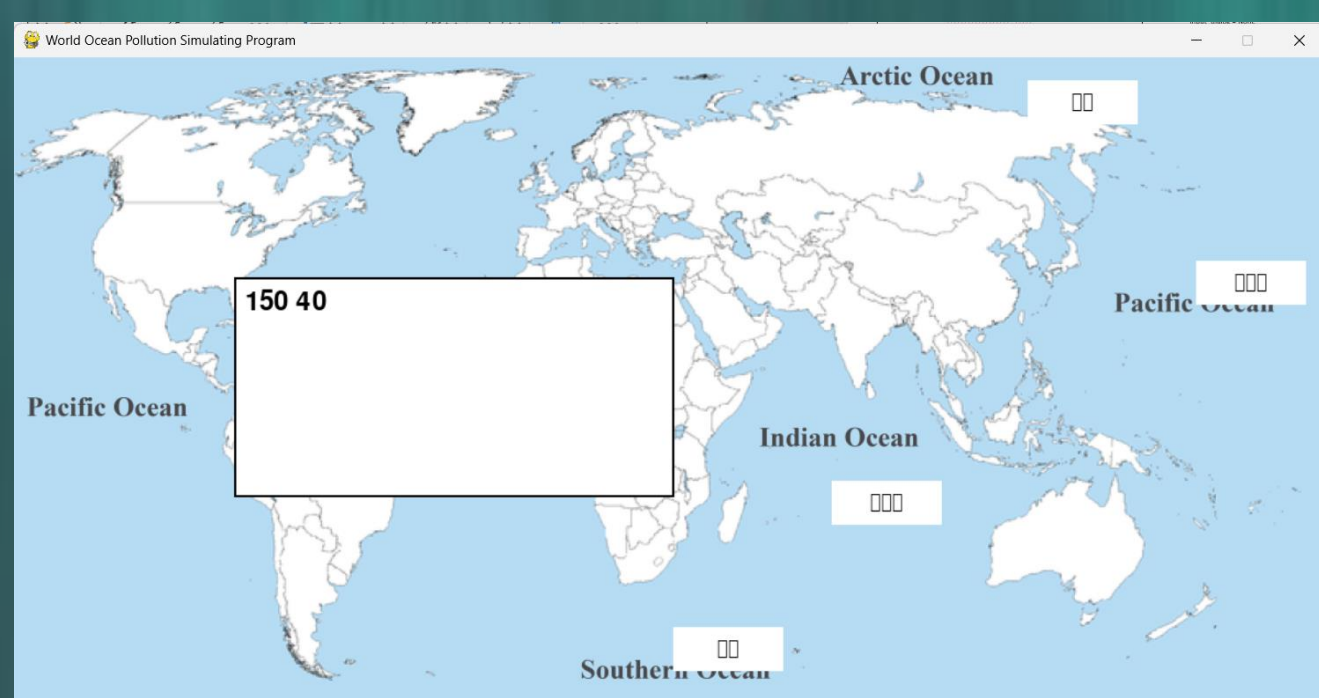 World Ocean Pollution Simulating Program
Arctic Ocean
150 40
Pacific Ocean
Pacific Ocean
Indian Ocean
Southern Ocean